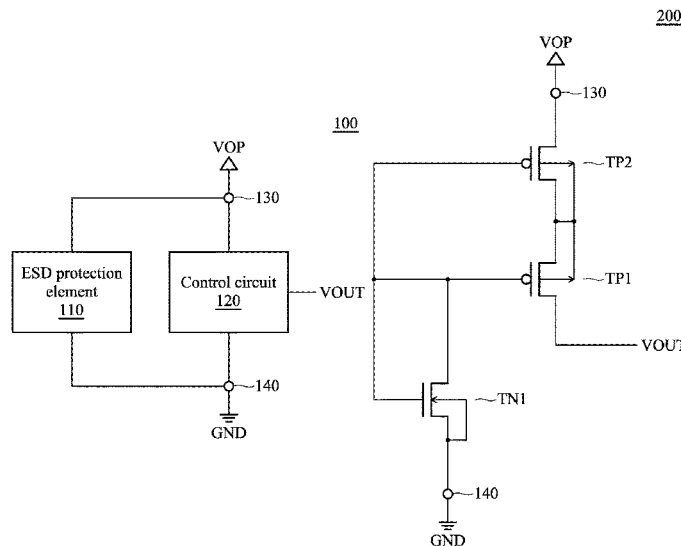 200
VOP
130
100
VOP
130
TP2
ESD protection
element
110
Control circuit
120
VOUT
TP1
VOUT
140
GND
TN1
140
GND